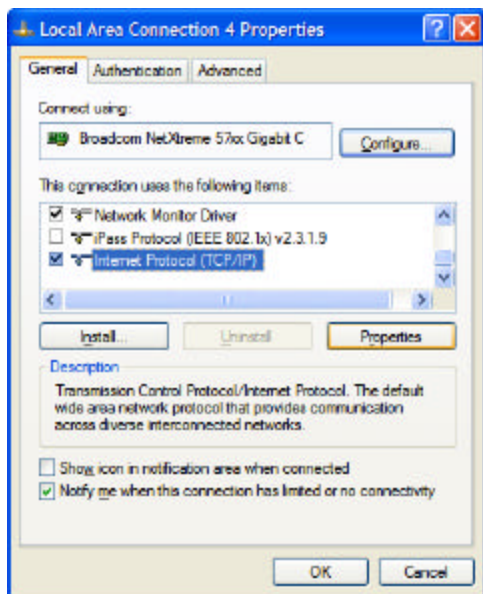 Local Area Connection 4 Properties
General Authentication Advanced
Connect using:
Broadcom NetXtreme 57xx Gigabit C Configure...
This connection uses the following items:
Network Monitor Driver
iPass Protocol (IEEE 802.1x) v2.3.1.9
Internet Protocol (TCP/IP)
Install... Uninstall Properties
Description
Transmission Control Protocol/Internet Protocol. The default
wide area network protocol that provides communication
across diverse interconnected networks.
Show icon in notification area when connected
Notify me when this connection has limited or no connectivity
OK Cancel